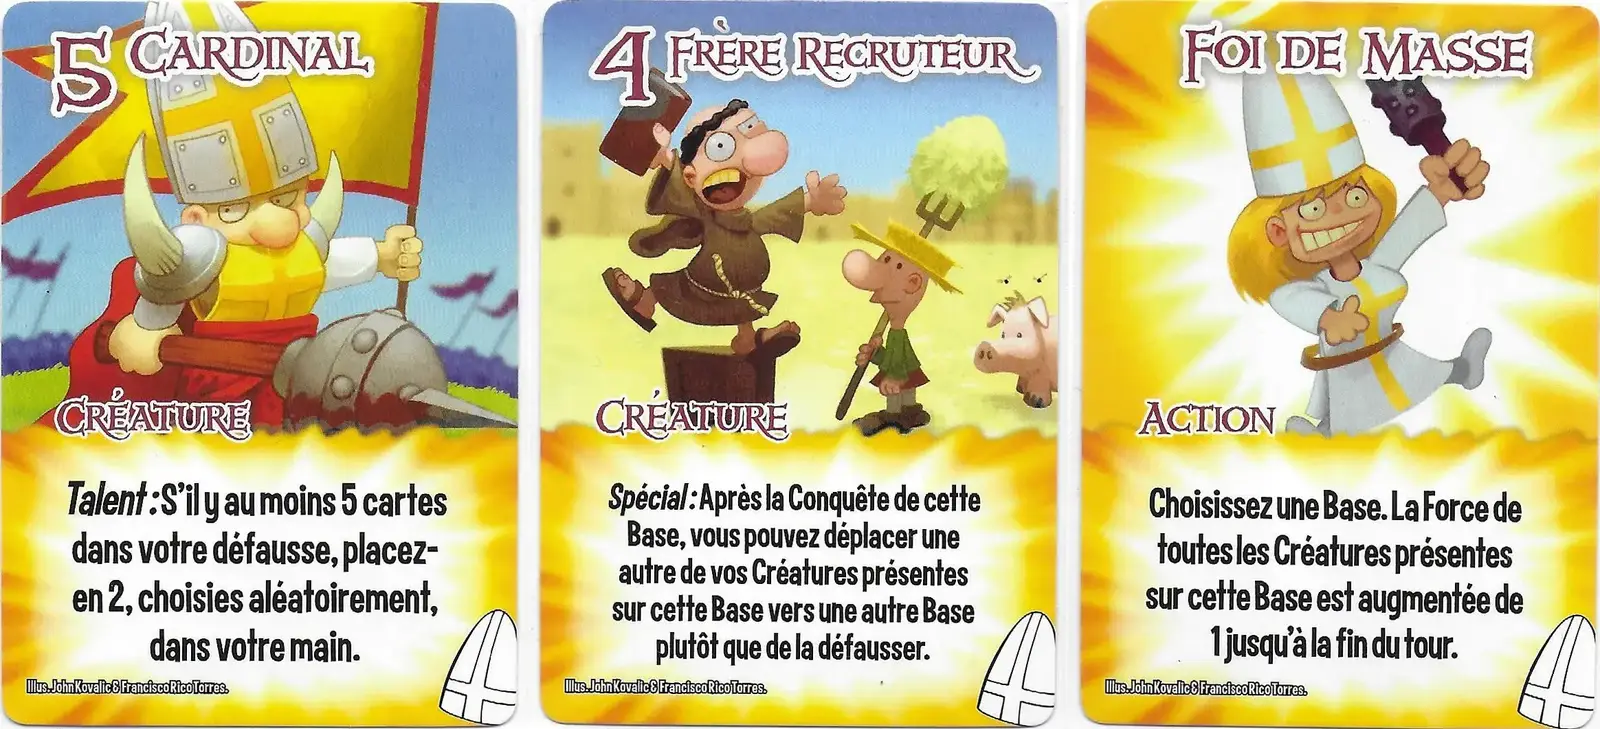 5 CARDINAL
CRÉATURE
Talent : S'il y au moins 5 cartes
dans votre défausse, placez-
en 2, choisies aléatoirement,
dans votre main.
Illus. John Kovalic & Francisco Rico Torres.
4 FRÈRE RECRUTEUR
CRÉATURE
Spécial : Après la Conquête de cette
Base, vous pouvez déplacer une
autre de vos Créatures présentes
sur cette Base vers une autre Base
plutôt que de la défausser.
Illus. John Kovalic & Francisco Rico Torres.
FOI DE MASSE
ACTION
Choisissez une Base. La Force de
toutes les Créatures présentes
sur cette Base est augmentée de
1 jusqu'à la fin du tour.
Illus. John Kovalic & Francisco Rico Torres.